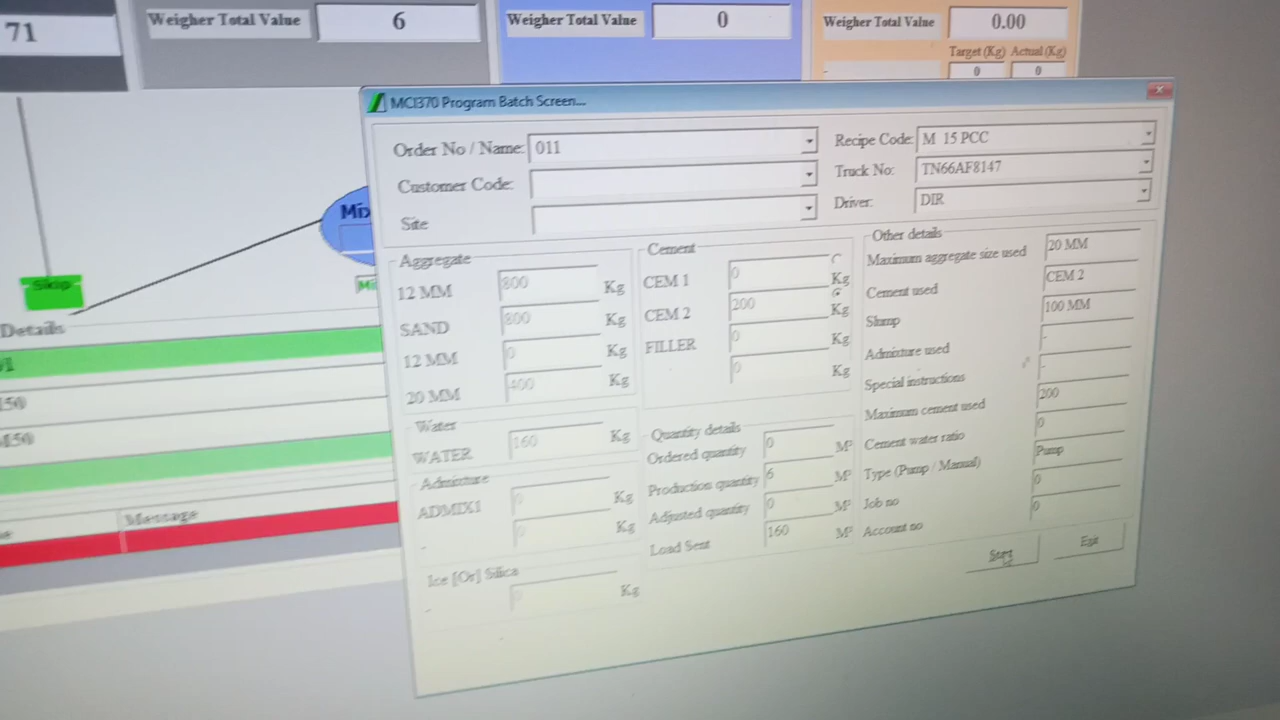 71
Weigher Total Value 6
Weigher Total Value 0
Weigher Total Value 0.00
Target (Kg) Actual (Kg)
- 0 0
MCI370 Program Batch Screen...
Order No / Name: 011
Customer Code:
Site
Recipe Code: M 15 PCC
Truck No: TN66AF8147
Driver: DIR
Mix
Skip
Details
Aggregate
12 MM 800 Kg
SAND 800 Kg
12 MM 0 Kg
20 MM 400 Kg
Water
WATER 160 Kg
Admixture
ADMIX1 0 Kg
- 0 Kg
Ice [Or] Silica
- 0 Kg
Cement
CEM 1 0 Kg
CEM 2 200 Kg
FILLER 0 Kg
0 Kg
Quantity details
Ordered quantity 0 M³
Production quantity 6 M³
Adjusted quantity 0 M³
Load Sent 160 M³
Other details
Maximum aggregate size used 20 MM
Cement used CEM 2
Slump 100 MM
Admixture used -
Special instructions -
Maximum cement used 200
Cement water ratio 0
Type (Pump / Manual) Pump
Job no 0
Account no 0
Start Exit
Message